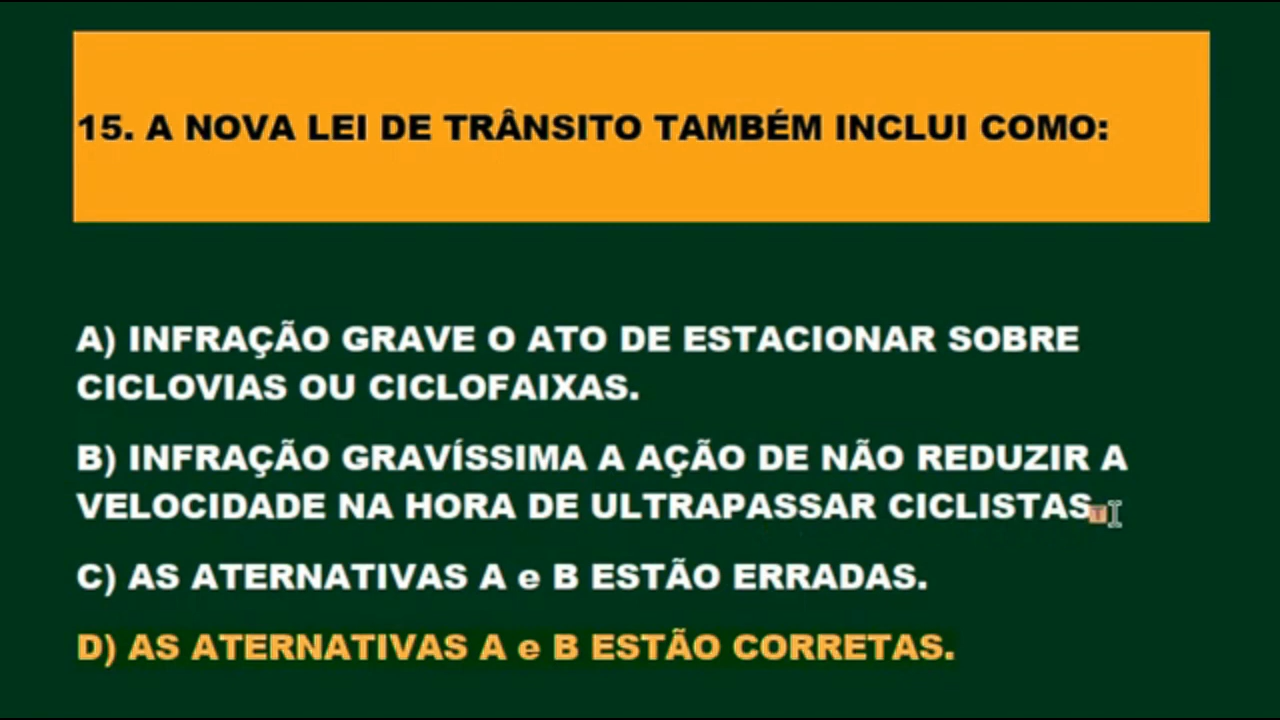 15. A NOVA LEI DE TRÂNSITO TAMBÉM INCLUI COMO:
A) INFRAÇÃO GRAVE O ATO DE ESTACIONAR SOBRE
CICLOVIAS OU CICLOFAIXAS.
B) INFRAÇÃO GRAVÍSSIMA A AÇÃO DE NÃO REDUZIR A
VELOCIDADE NA HORA DE ULTRAPASSAR CICLISTAS
C) AS ATERNATIVAS A e B ESTÃO ERRADAS.
D) AS ATERNATIVAS A e B ESTÃO CORRETAS.